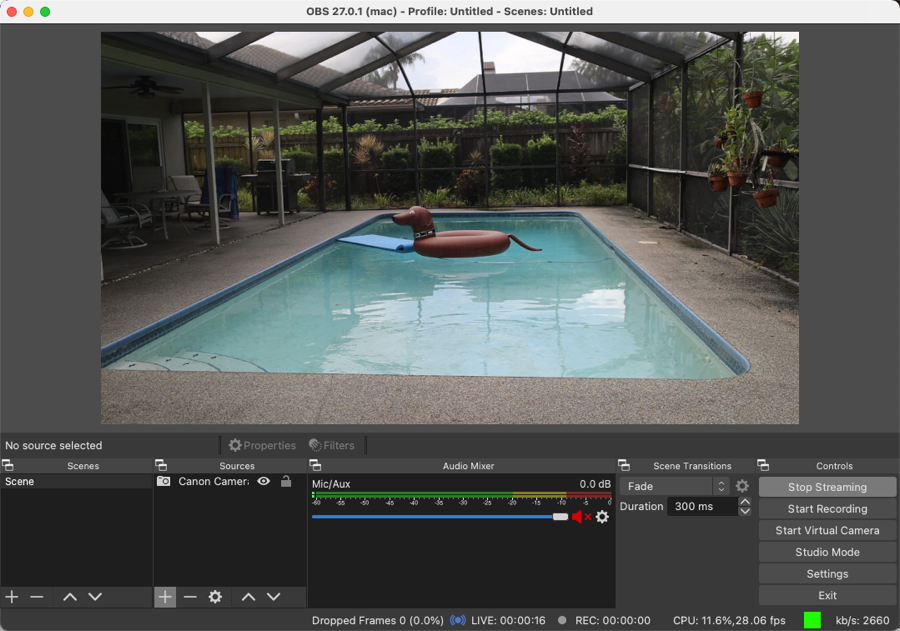 OBS 27.0.1 (mac) - Profile: Untitled - Scenes: Untitled
No source selected
Properties
Filters
Scenes
Sources
Audio Mixer
Scene Transitions
Controls
Scene
Canon Camera
Mic/Aux
0.0 dB
-60 -55 -50 -45 -40 -35 -30 -25 -20 -15 -10 -5 0
Fade
Duration
300 ms
Stop Streaming
Start Recording
Start Virtual Camera
Studio Mode
Settings
Exit
Dropped Frames 0 (0.0%)
LIVE: 00:00:16
REC: 00:00:00
CPU: 11.6%,28.06 fps
kb/s: 2660